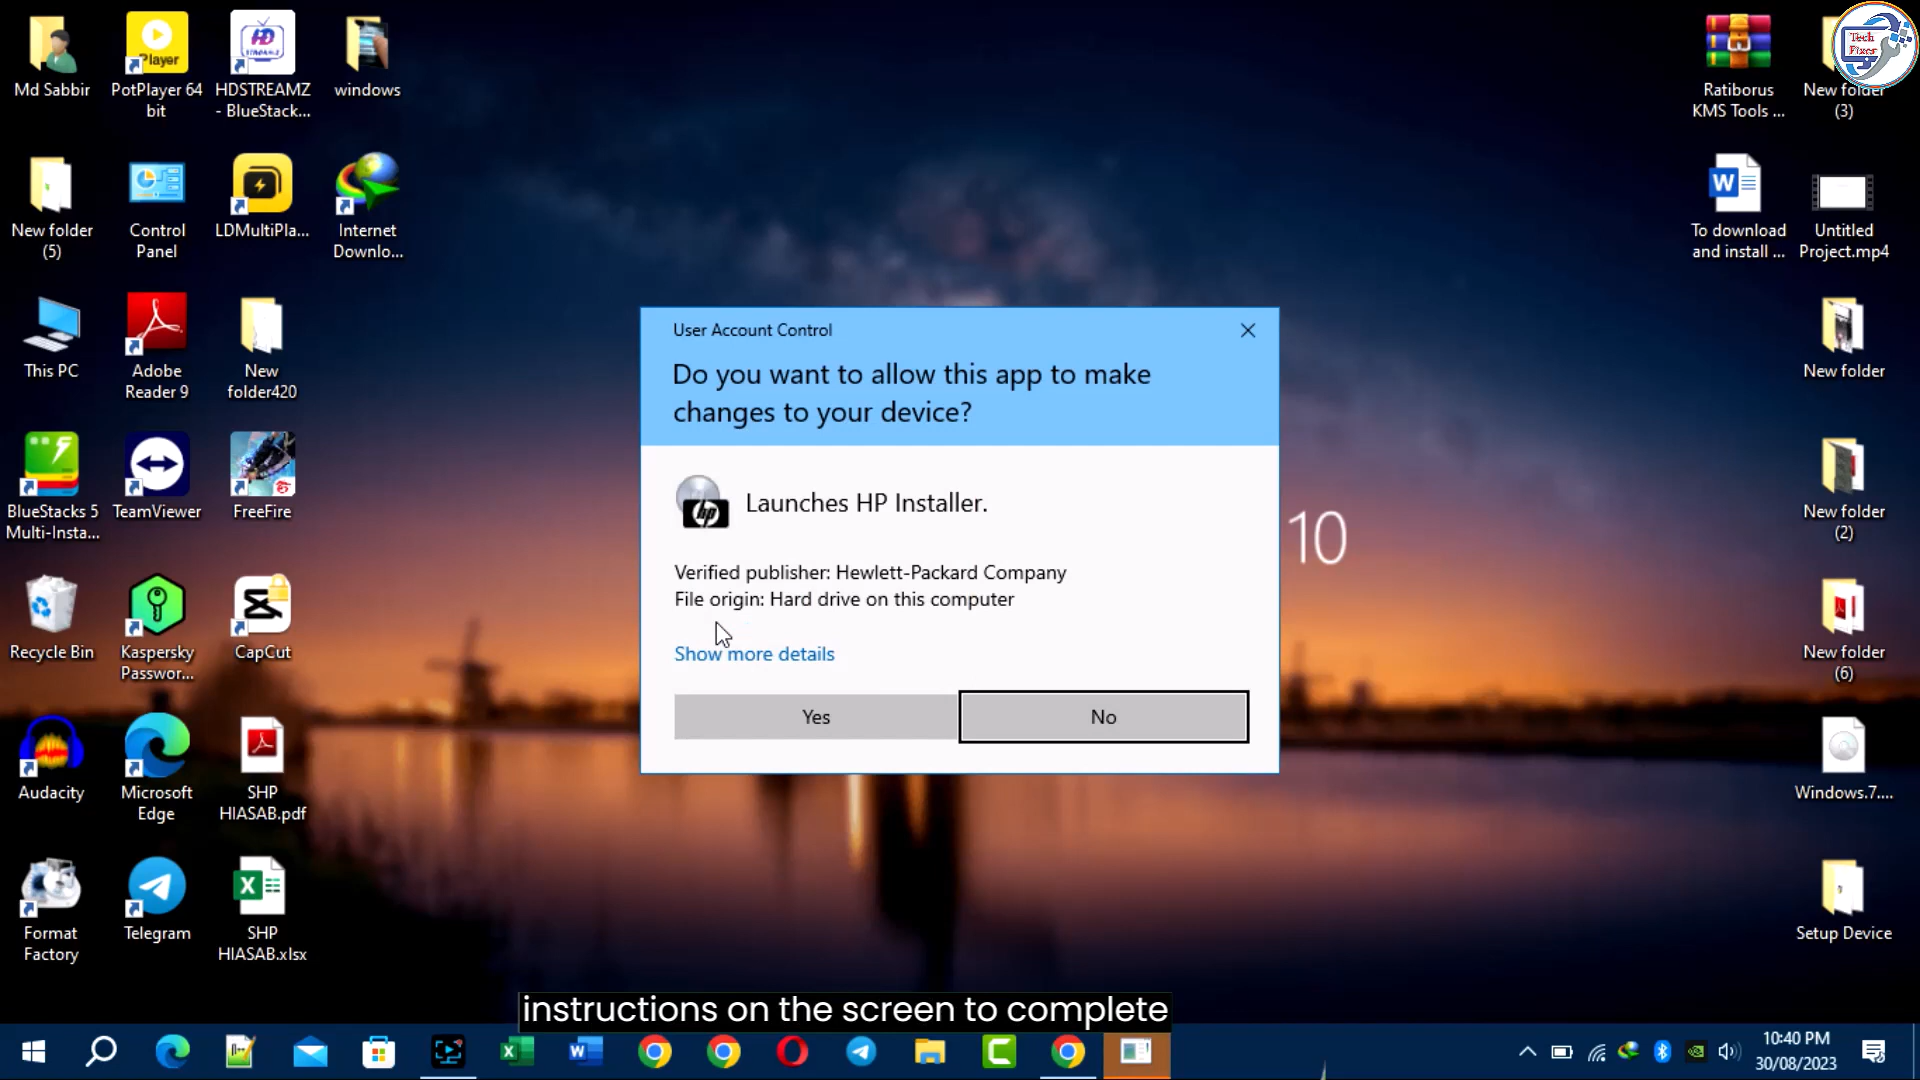 Md Sabbir
Player
PotPlayer 64
bit
HD
HDSTREAMZ
- BlueStack...
windows
New folder
(5)
Control
Panel
LDMultiPla...
Internet
Downlo...
This PC
Adobe
Reader 9
New
folder420
BlueStacks 5
Multi-Insta...
TeamViewer
FreeFire
Recycle Bin
Kaspersky
Passwor...
CapCut
Audacity
Microsoft
Edge
SHP
HIASAB.pdf
Format
Factory
Telegram
SHP
HIASAB.xlsx
User Account Control
Do you want to allow this app to make
changes to your device?
hp
Launches HP Installer.
Verified publisher: Hewlett-Packard Company
File origin: Hard drive on this computer
Show more details
Yes
No
10
Ratiborus
KMS Tools ...
Tech
Fixer
New folder
(3)
To download
and install ...
Untitled
Project.mp4
New folder
New folder
(2)
New folder
(6)
Windows.7....
Setup Device
instructions on the screen to complete
10:40 PM
30/08/2023